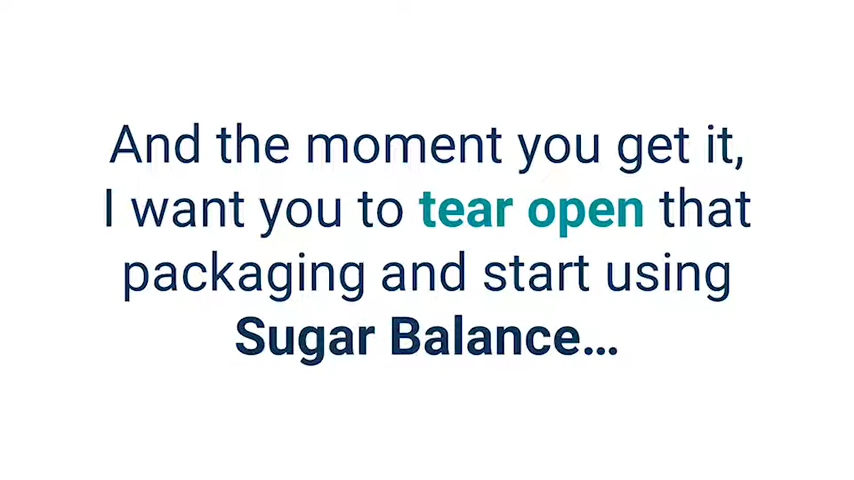 And the moment you get it,
I want you to tear open that
packaging and start using
Sugar Balance...